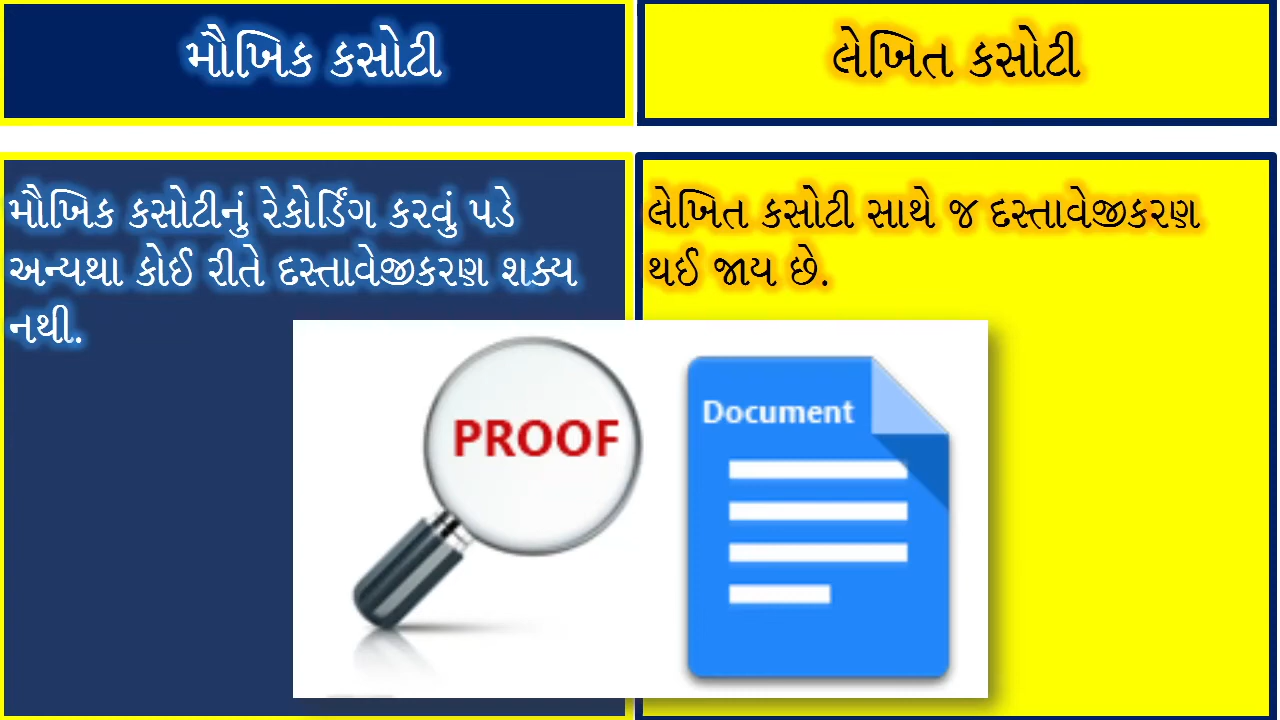 મૌખિક કસોટી
લેખિત કસોટી
મૌખિક કસોટીનું રેકોર્ડિંગ કરવું પડે
અન્યથા કોઈ રીતે દસ્તાવેજીકરણ શક્ય
નથી.
લેખિત કસોટી સાથે જ દસ્તાવેજીકરણ
થઈ જાય છે.
PROOF
Document